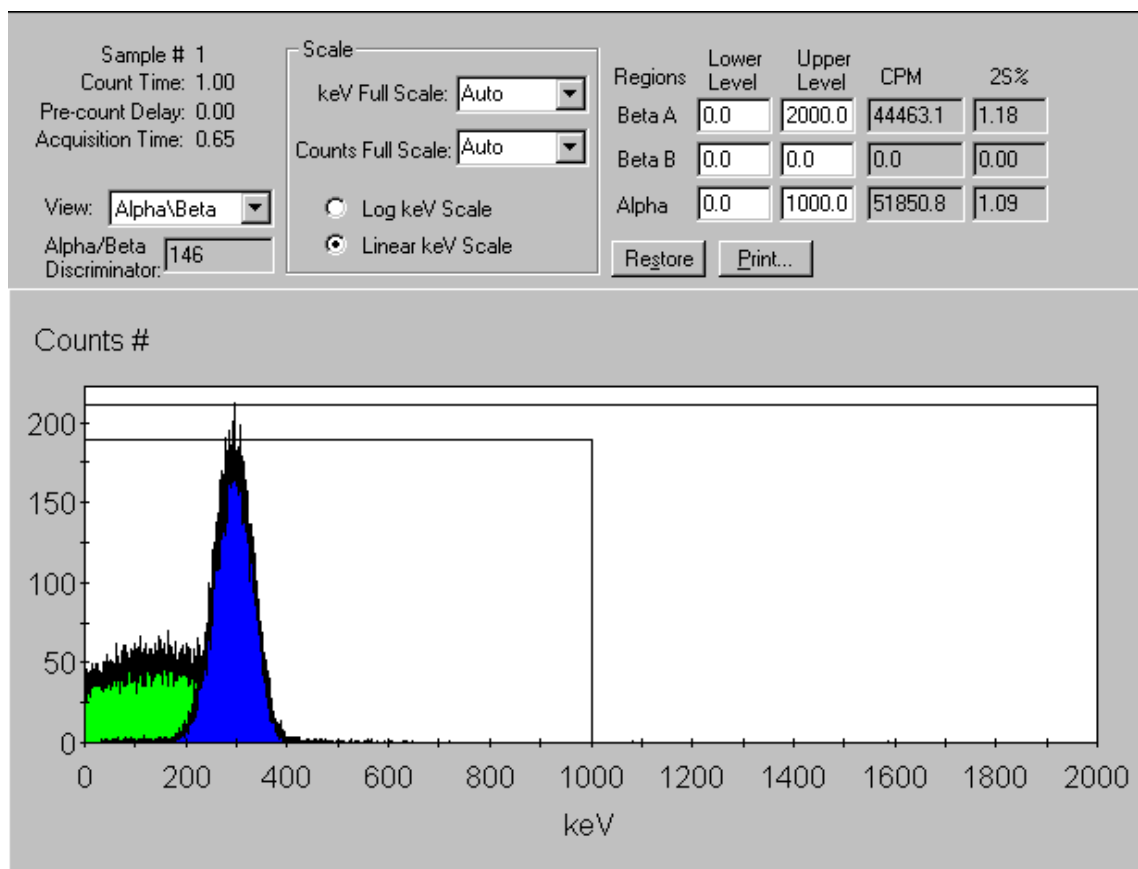 Sample # 1
Count Time: 1.00
Pre-count Delay: 0.00
Acquisition Time: 0.65
View: Alpha\Beta
Alpha/Beta
Discriminator: 146
Scale
keV Full Scale: Auto
Counts Full Scale: Auto
Log keV Scale
Linear keV Scale
Regions Lower Level Upper Level CPM 2S%
Beta A 0.0 2000.0 44463.1 1.18
Beta B 0.0 0.0 0.0 0.00
Alpha 0.0 1000.0 51850.8 1.09
Restore Print...
Counts #
200
150
100
50
0
0 200 400 600 800 1000 1200 1400 1600 1800 2000
keV